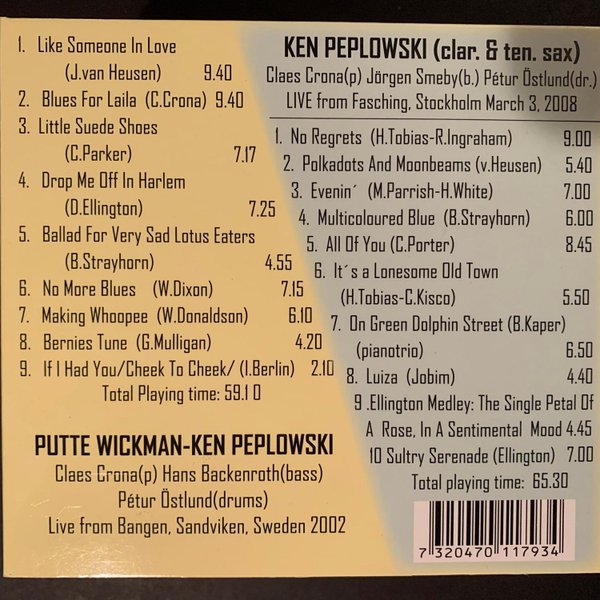 1. Like Someone In Love
(J.van Heusen) 9.40
2. Blues For Laila (C.Crona) 9.40
3. Little Suede Shoes
(C.Parker) 7.17
4. Drop Me Off In Harlem
(D.Ellington) 7.25
5. Ballad For Very Sad Lotus Eaters
(B.Strayhorn) 4.55
6. No More Blues (W.Dixon) 7.15
7. Making Whoopee (W.Donaldson) 6.10
8. Bernies Tune (G.Mulligan) 4.20
9. If I Had You/Cheek To Cheek/ (I.Berlin) 2.10
Total Playing time: 59.1 0
PUTTE WICKMAN-KEN PEPLOWSKI
Claes Crona(p) Hans Backenroth(bass)
Pétur Östlund(drums)
Live from Bangen, Sandviken, Sweden 2002
KEN PEPLOWSKI (clar. & ten. sax)
Claes Crona(p) Jörgen Smeby(b.) Pétur Östlund(dr.)
LIVE from Fasching, Stockholm March 3, 2008
1. No Regrets (H.Tobias-R.Ingraham) 9.00
2. Polkadots And Moonbeams (v.Heusen) 5.40
3. Evenin´ (M.Parrish-H.White) 7.00
4. Multicoloured Blue (B.Strayhorn) 6.00
5. All Of You (C.Porter) 8.45
6. It´s a Lonesome Old Town
(H.Tobias-C.Kisco) 5.50
7. On Green Dolphin Street (B.Kaper)
(pianotrio) 6.50
8. Luiza (Jobim) 4.40
9 .Ellington Medley: The Single Petal Of
A Rose, In A Sentimental Mood 4.45
10 Sultry Serenade (Ellington) 7.00
Total playing time: 65.30
7 320470 117934